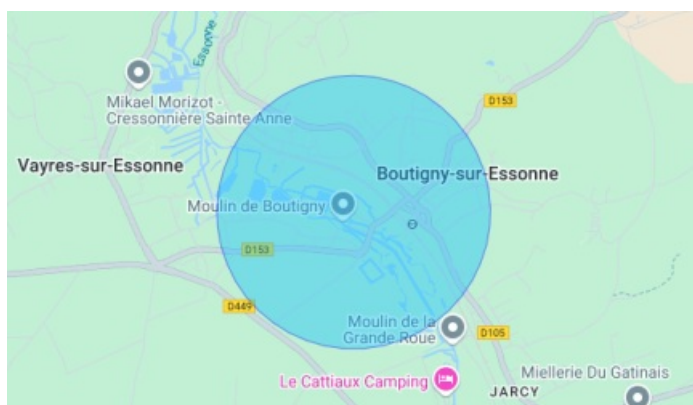 Essonne
Mikael Morizot -
Cressonnière Sainte Anne
D153
Vayres-sur-Essonne
Boutigny-sur-Essonne
Moulin de Boutigny
D153
D449
Moulin de la
Grande Roue
D105
Le Cattiaux Camping
Miellerie Du Gatinais
JARCY